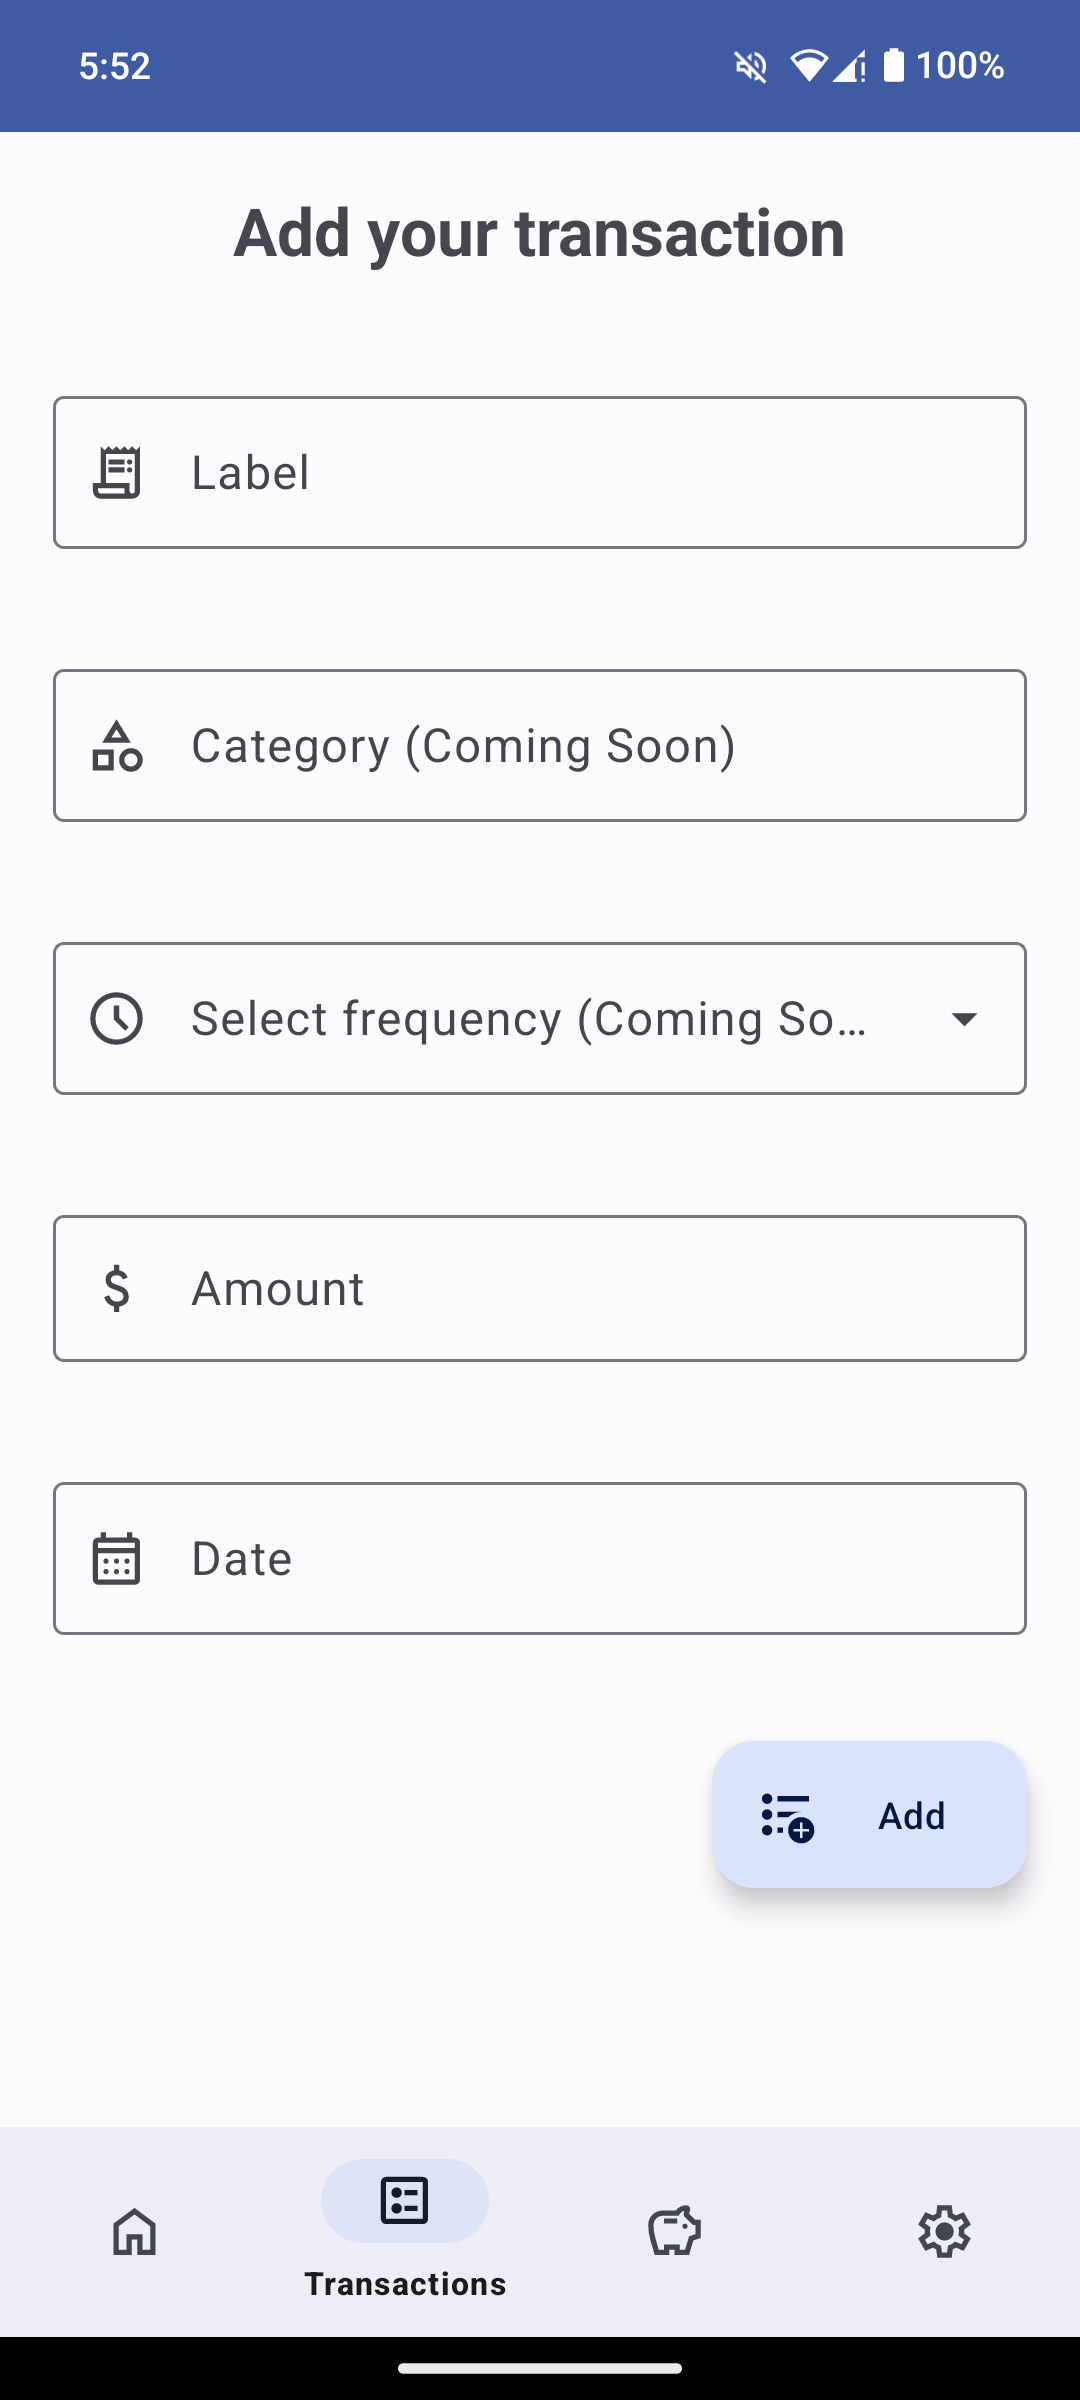 5:52
100%
Add your transaction
Label
Category (Coming Soon)
Select frequency (Coming So…
Amount
Date
Add
Transactions